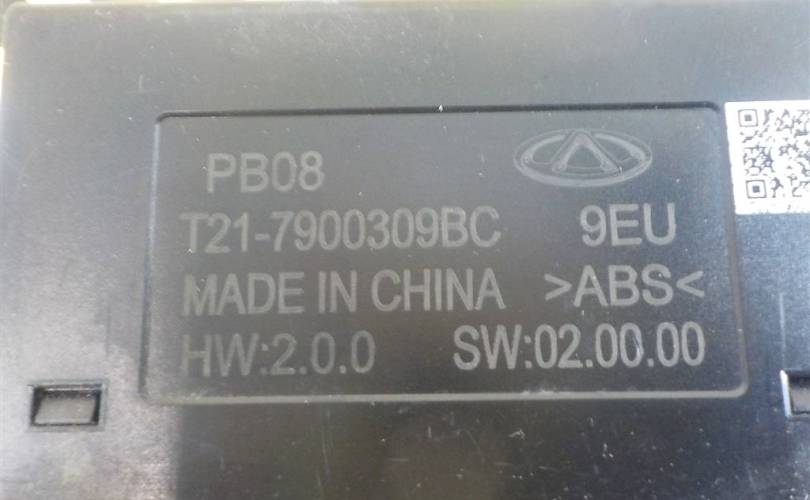 PB08
T21-7900309BC 9EU
MADE IN CHINA >ABS<
HW:2.0.0 SW:02.00.00